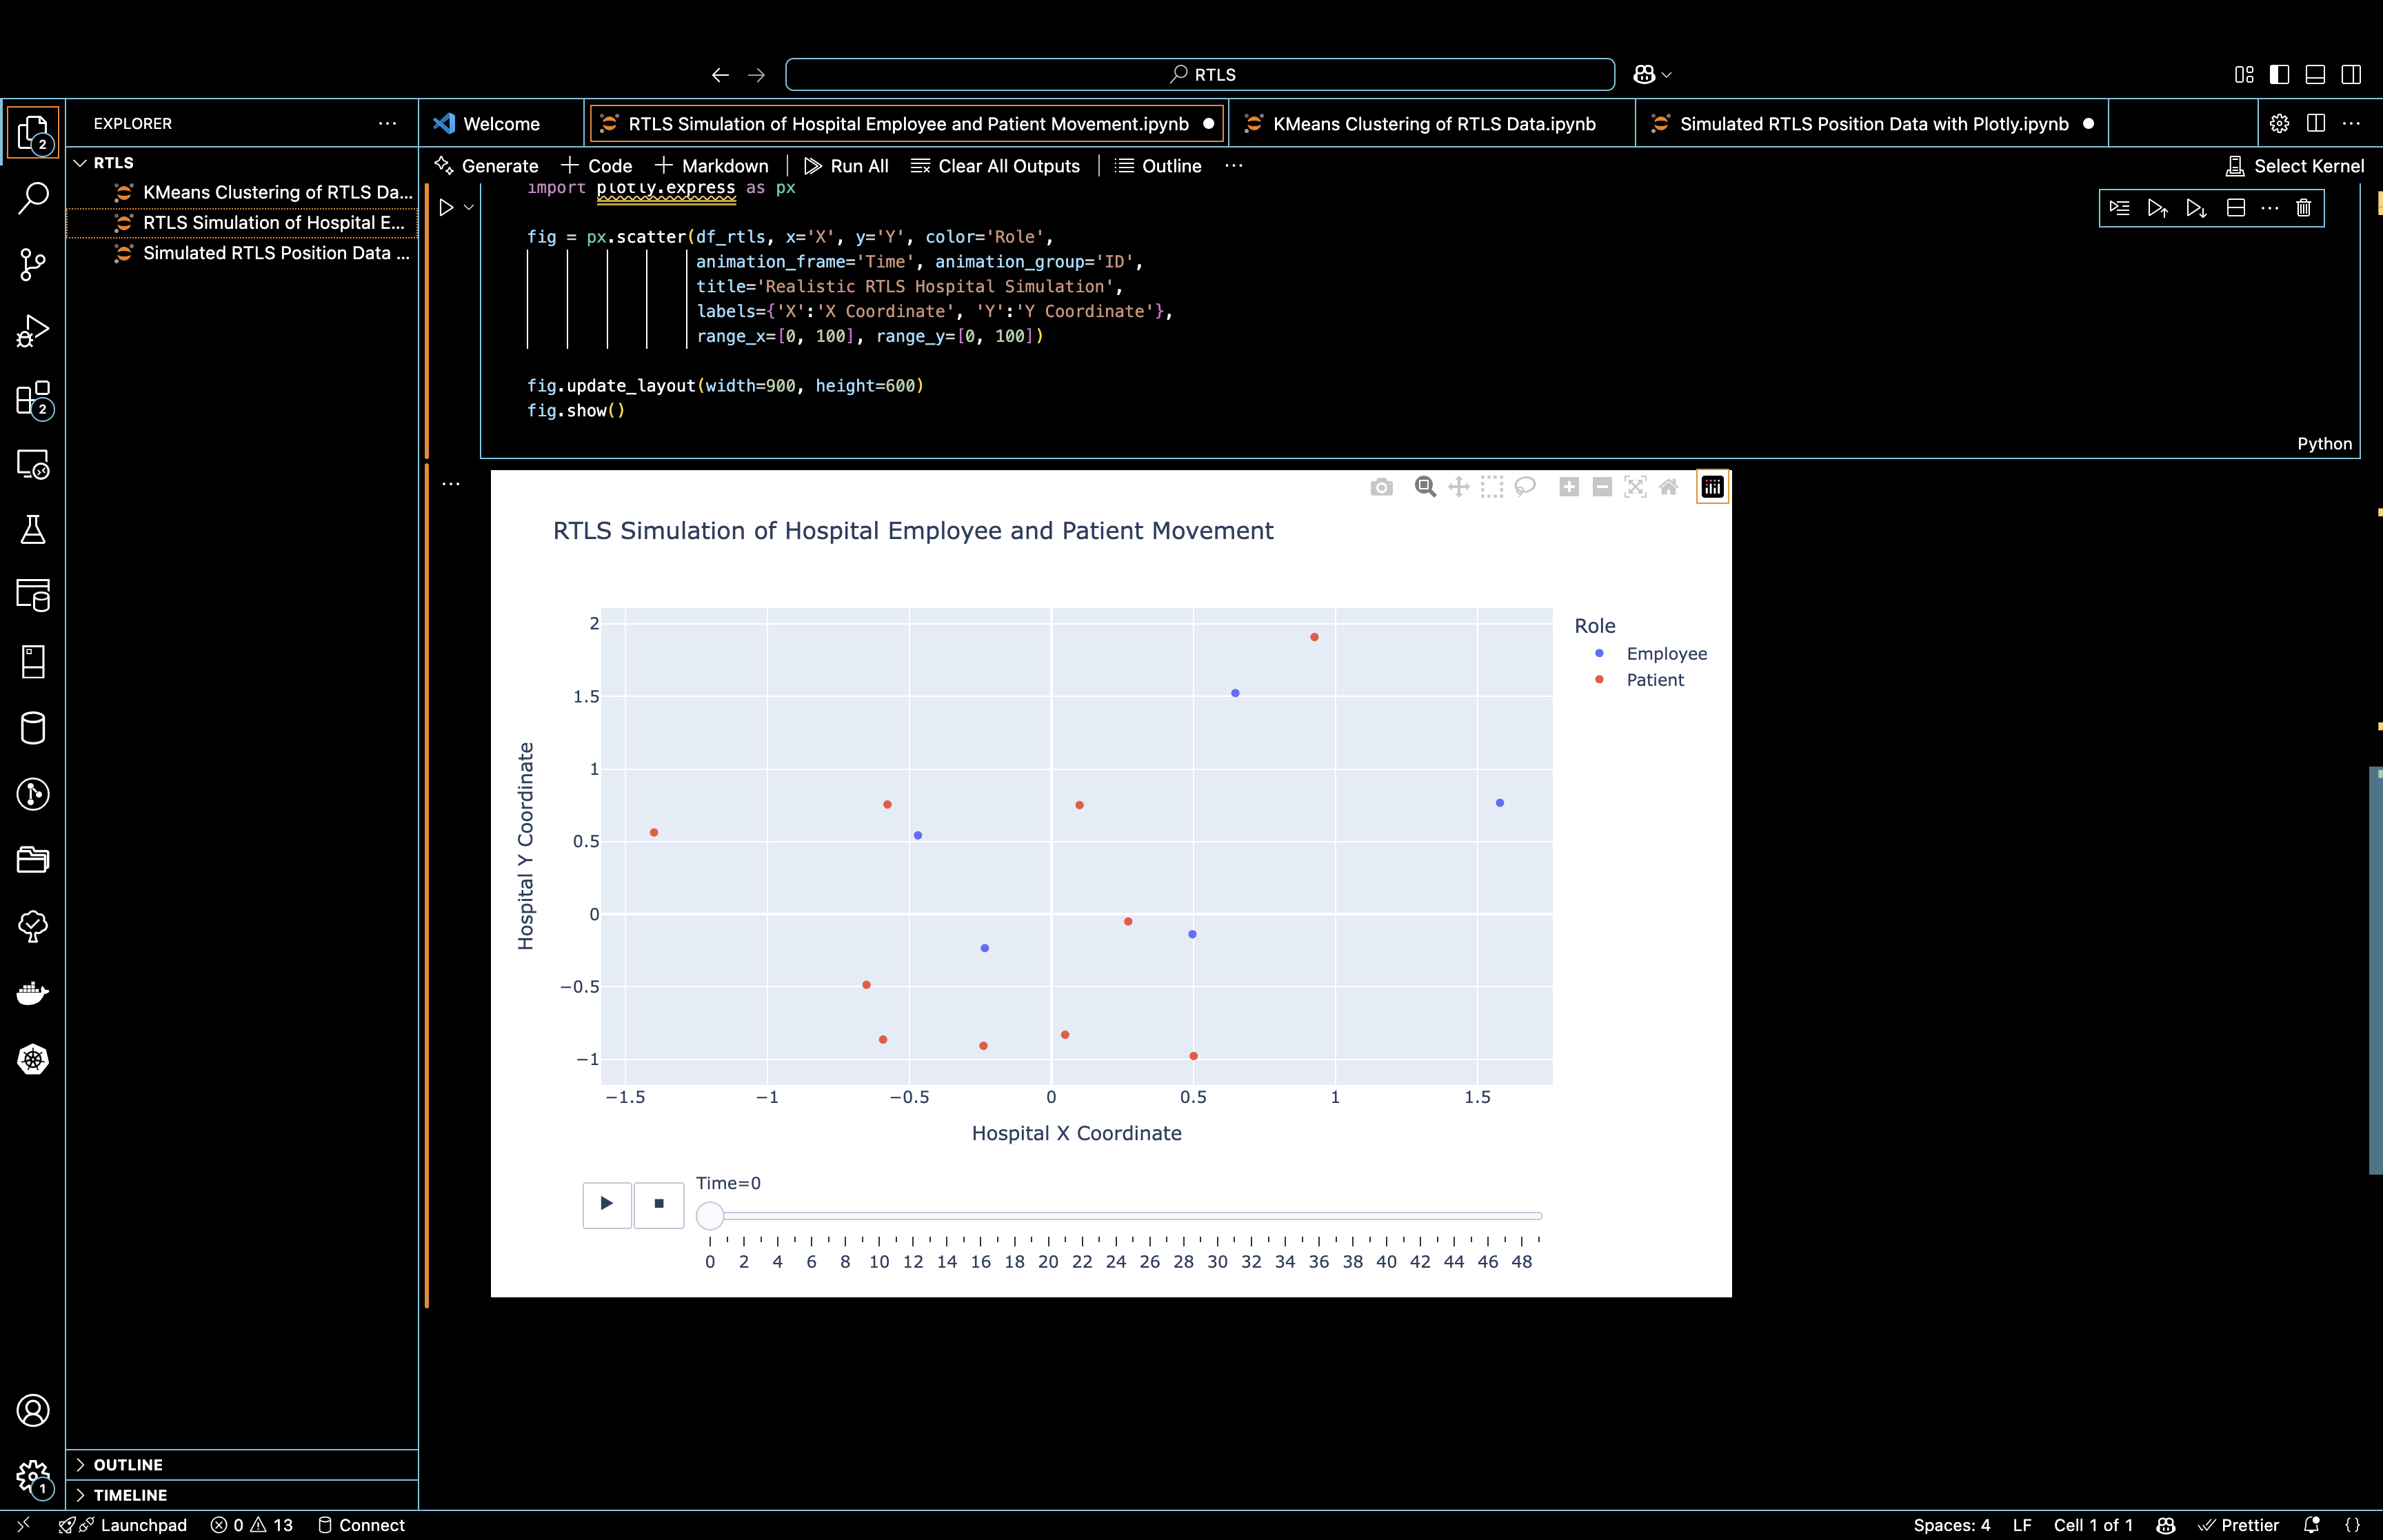 RTLS
EXPLORER
2
RTLS
KMeans Clustering of RTLS Da...
RTLS Simulation of Hospital E...
Simulated RTLS Position Data ...
2
OUTLINE
TIMELINE
1
Welcome
RTLS Simulation of Hospital Employee and Patient Movement.ipynb
KMeans Clustering of RTLS Data.ipynb
Simulated RTLS Position Data with Plotly.ipynb
Generate + Code + Markdown Run All Clear All Outputs Outline ...
Select Kernel
import plotly.express as px
fig = px.scatter(df_rtls, x='X', y='Y', color='Role',
animation_frame='Time', animation_group='ID',
title='Realistic RTLS Hospital Simulation',
labels={'X':'X Coordinate', 'Y':'Y Coordinate'},
range_x=[0, 100], range_y=[0, 100])
fig.update_layout(width=900, height=600)
fig.show()
Python
RTLS Simulation of Hospital Employee and Patient Movement
Role
Employee
Patient
Hospital Y Coordinate
2
1.5
1
0.5
0
−0.5
−1
−1.5 −1 −0.5 0 0.5 1 1.5
Hospital X Coordinate
Time=0
0 2 4 6 8 10 12 14 16 18 20 22 24 26 28 30 32 34 36 38 40 42 44 46 48
Launchpad 0 13 Connect
Spaces: 4 LF Cell 1 of 1 Prettier {}